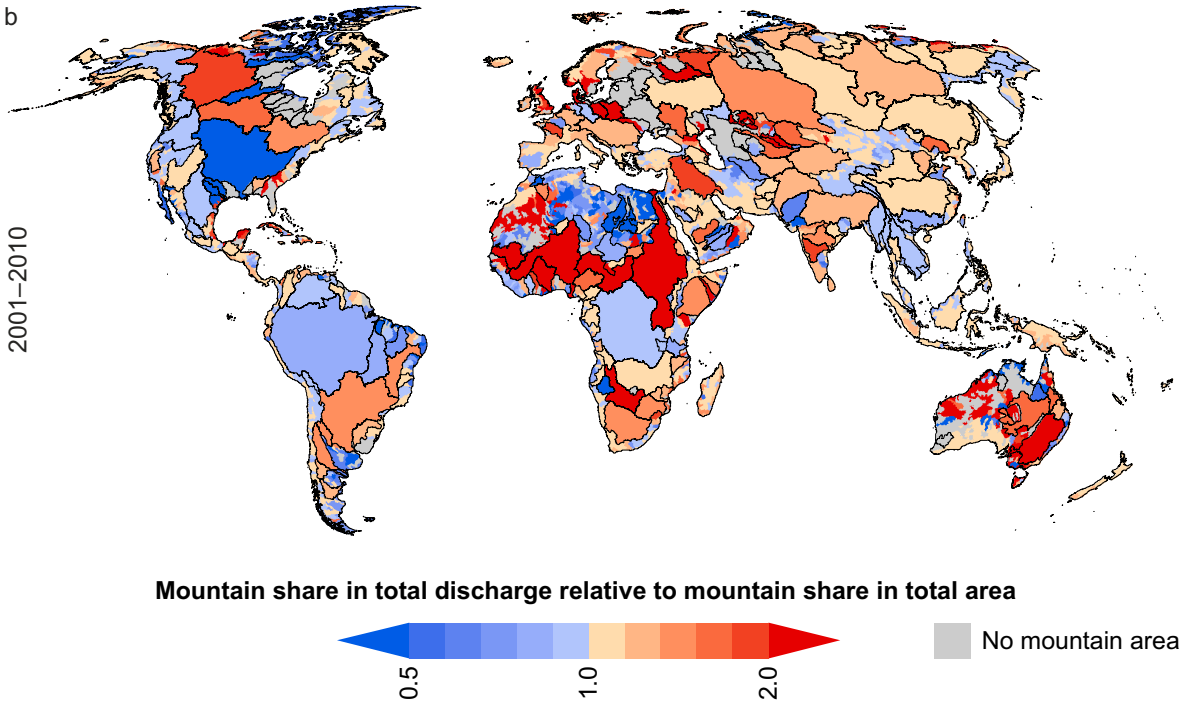 b
2001–2010
Mountain share in total discharge relative to mountain share in total area
0.5
1.0
2.0
No mountain area